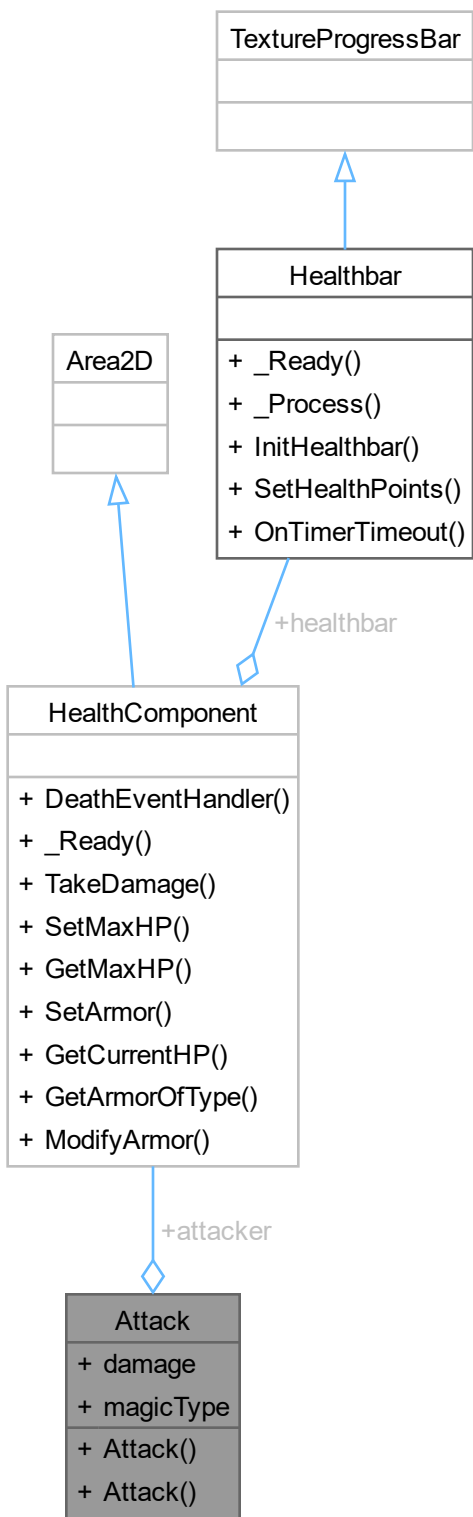 TextureProgressBar
Healthbar
+ _Ready()
+ _Process()
+ InitHealthbar()
+ SetHealthPoints()
+ OnTimerTimeout()
Area2D
+healthbar
HealthComponent
+ DeathEventHandler()
+ _Ready()
+ TakeDamage()
+ SetMaxHP()
+ GetMaxHP()
+ SetArmor()
+ GetCurrentHP()
+ GetArmorOfType()
+ ModifyArmor()
+attacker
Attack
+ damage
+ magicType
+ Attack()
+ Attack()